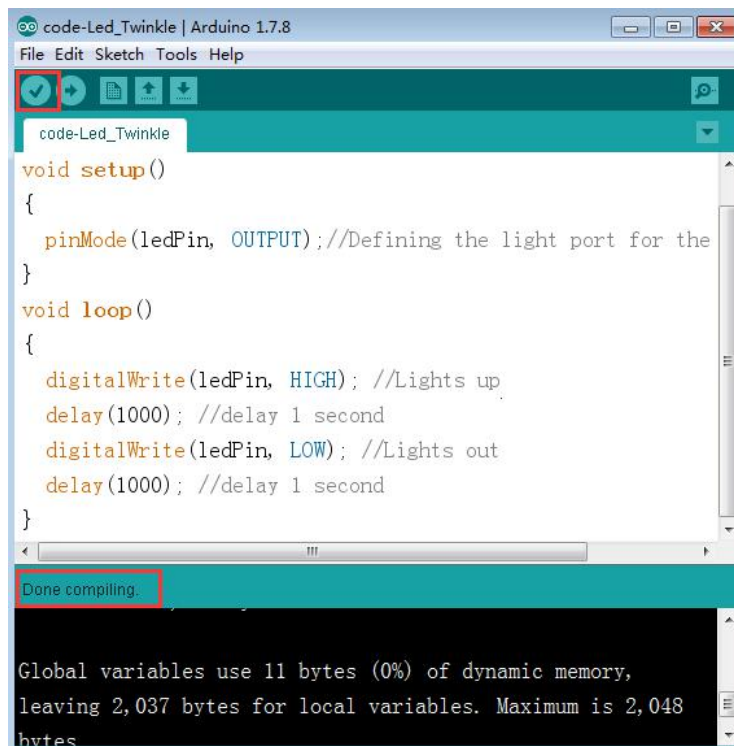 code-Led_Twinkle | Arduino 1.7.8
File Edit Sketch Tools Help
code-Led_Twinkle
void setup()
{
  pinMode(ledPin, OUTPUT);//Defining the light port for the
}
void loop()
{
  digitalWrite(ledPin, HIGH); //Lights up
  delay(1000); //delay 1 second
  digitalWrite(ledPin, LOW); //Lights out
  delay(1000); //delay 1 second
}
Done compiling.
Global variables use 11 bytes (0%) of dynamic memory,
leaving 2,037 bytes for local variables. Maximum is 2,048
bytes